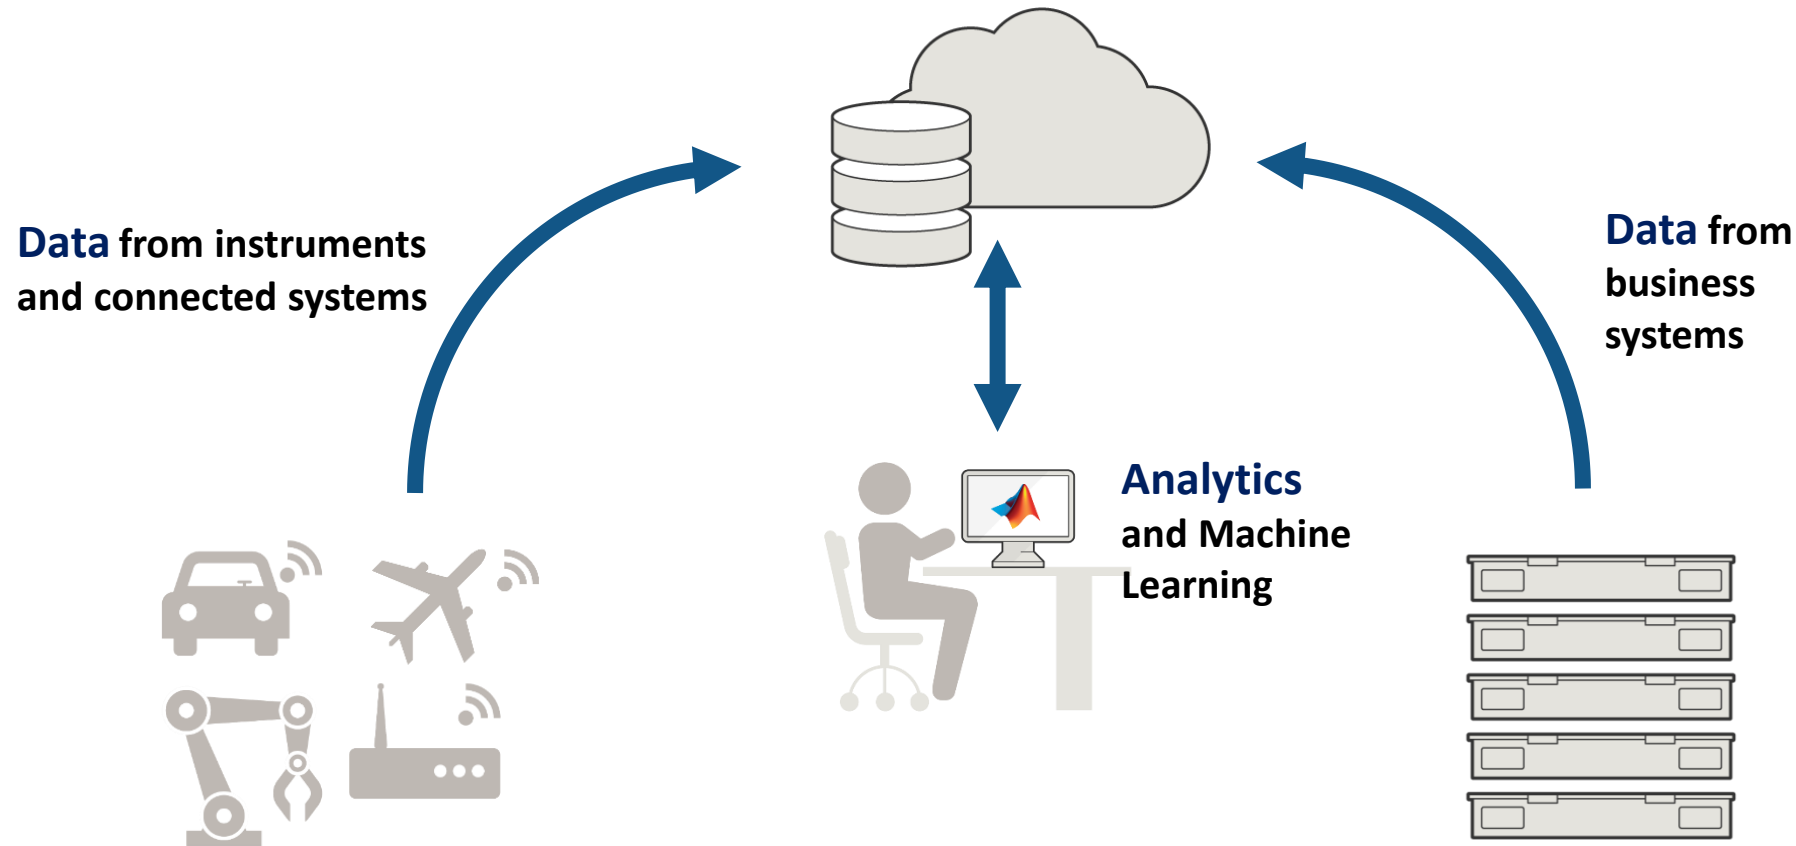 Data from instruments
and connected systems
Data from
business
systems
Analytics
and Machine
Learning